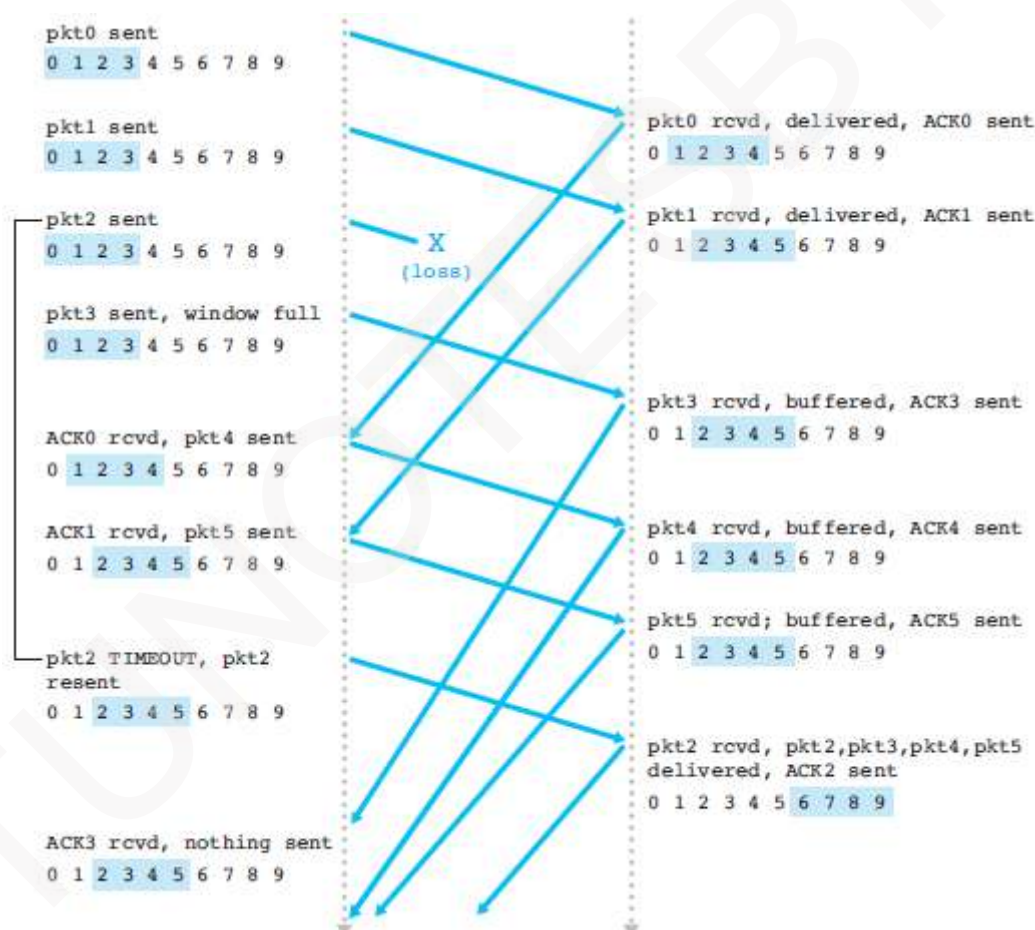 pkt0 sent
0 1 2 3 4 5 6 7 8 9
pkt1 sent
0 1 2 3 4 5 6 7 8 9
pkt2 sent
0 1 2 3 4 5 6 7 8 9
pkt3 sent, window full
0 1 2 3 4 5 6 7 8 9
ACK0 rcvd, pkt4 sent
0 1 2 3 4 5 6 7 8 9
ACK1 rcvd, pkt5 sent
0 1 2 3 4 5 6 7 8 9
pkt2 TIMEOUT, pkt2
resent
0 1 2 3 4 5 6 7 8 9
ACK3 rcvd, nothing sent
0 1 2 3 4 5 6 7 8 9
X
(loss)
pkt0 rcvd, delivered, ACK0 sent
0 1 2 3 4 5 6 7 8 9
pkt1 rcvd, delivered, ACK1 sent
0 1 2 3 4 5 6 7 8 9
pkt3 rcvd, buffered, ACK3 sent
0 1 2 3 4 5 6 7 8 9
pkt4 rcvd, buffered, ACK4 sent
0 1 2 3 4 5 6 7 8 9
pkt5 rcvd; buffered, ACK5 sent
0 1 2 3 4 5 6 7 8 9
pkt2 rcvd, pkt2,pkt3,pkt4,pkt5
delivered, ACK2 sent
0 1 2 3 4 5 6 7 8 9